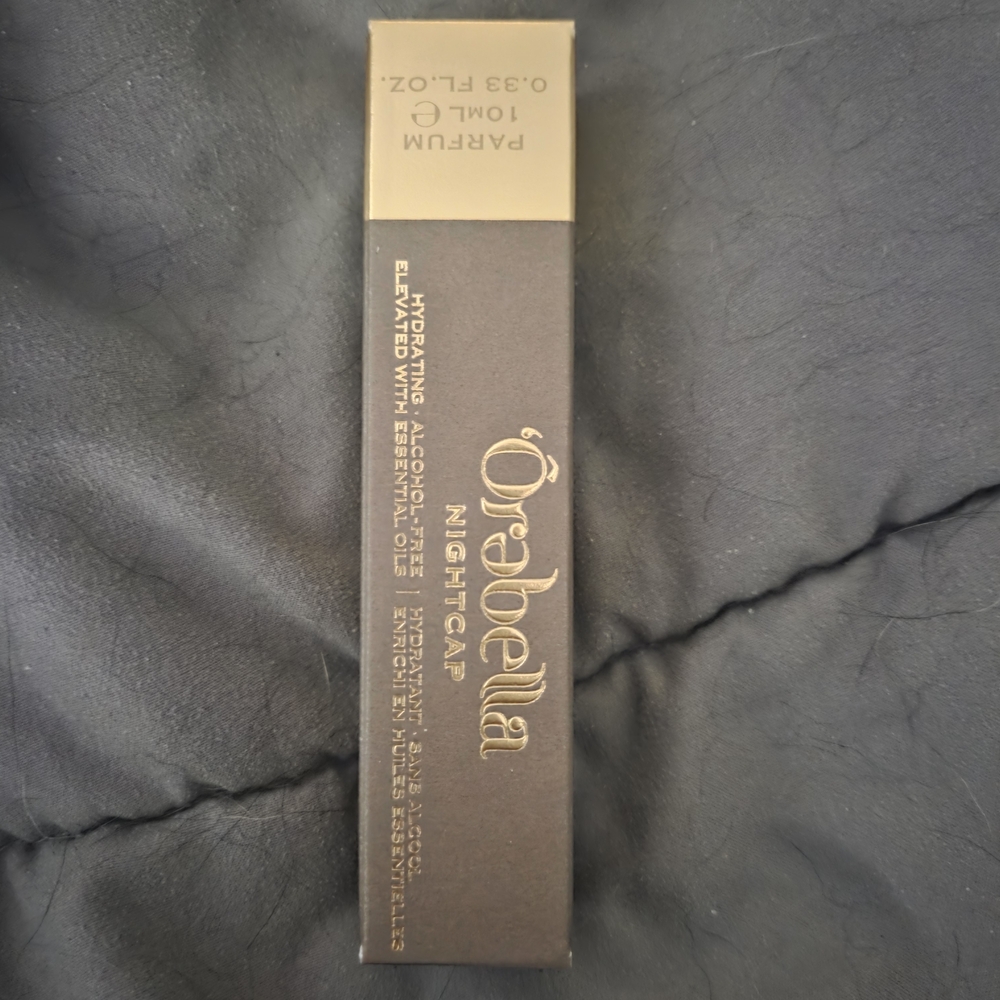 PARFUM
10ML ℮
0.33 FL.OZ.
'Ôrəbella
NIGHTCAP
HYDRATING · ALCOHOL-FREE | HYDRATANT · SANS ALCOOL
ELEVATED WITH ESSENTIAL OILS | ENRICHI EN HUILES ESSENTIELLES